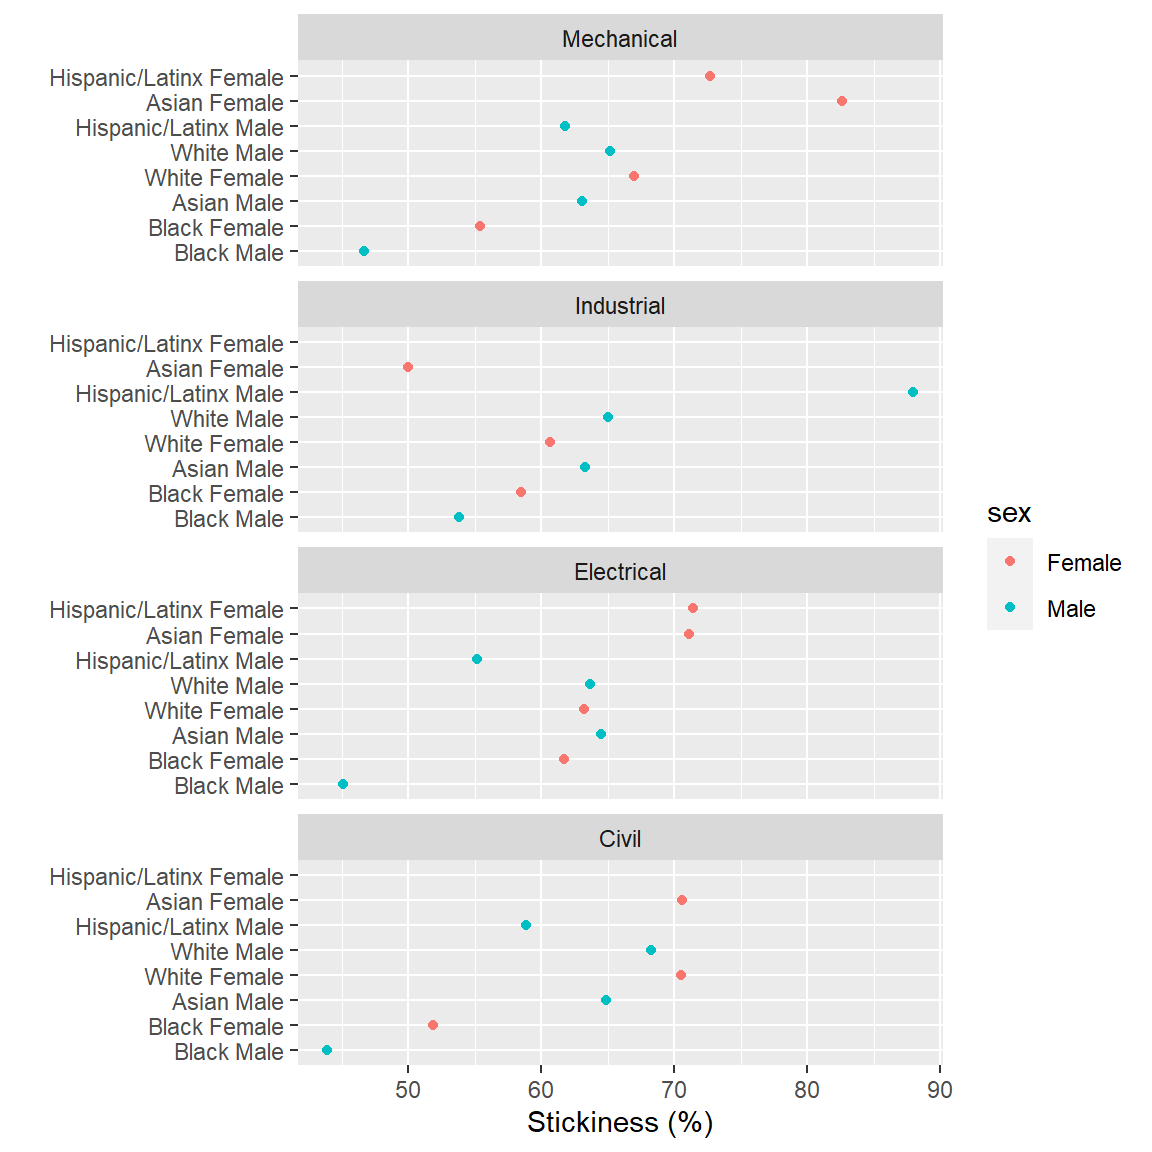 Mechanical
Hispanic/Latinx Female
Asian Female
Hispanic/Latinx Male
White Male
White Female
Asian Male
Black Female
Black Male
Industrial
Hispanic/Latinx Female
Asian Female
Hispanic/Latinx Male
White Male
White Female
Asian Male
Black Female
Black Male
Electrical
Hispanic/Latinx Female
Asian Female
Hispanic/Latinx Male
White Male
White Female
Asian Male
Black Female
Black Male
Civil
Hispanic/Latinx Female
Asian Female
Hispanic/Latinx Male
White Male
White Female
Asian Male
Black Female
Black Male
50 60 70 80 90
Stickiness (%)
sex
Female
Male